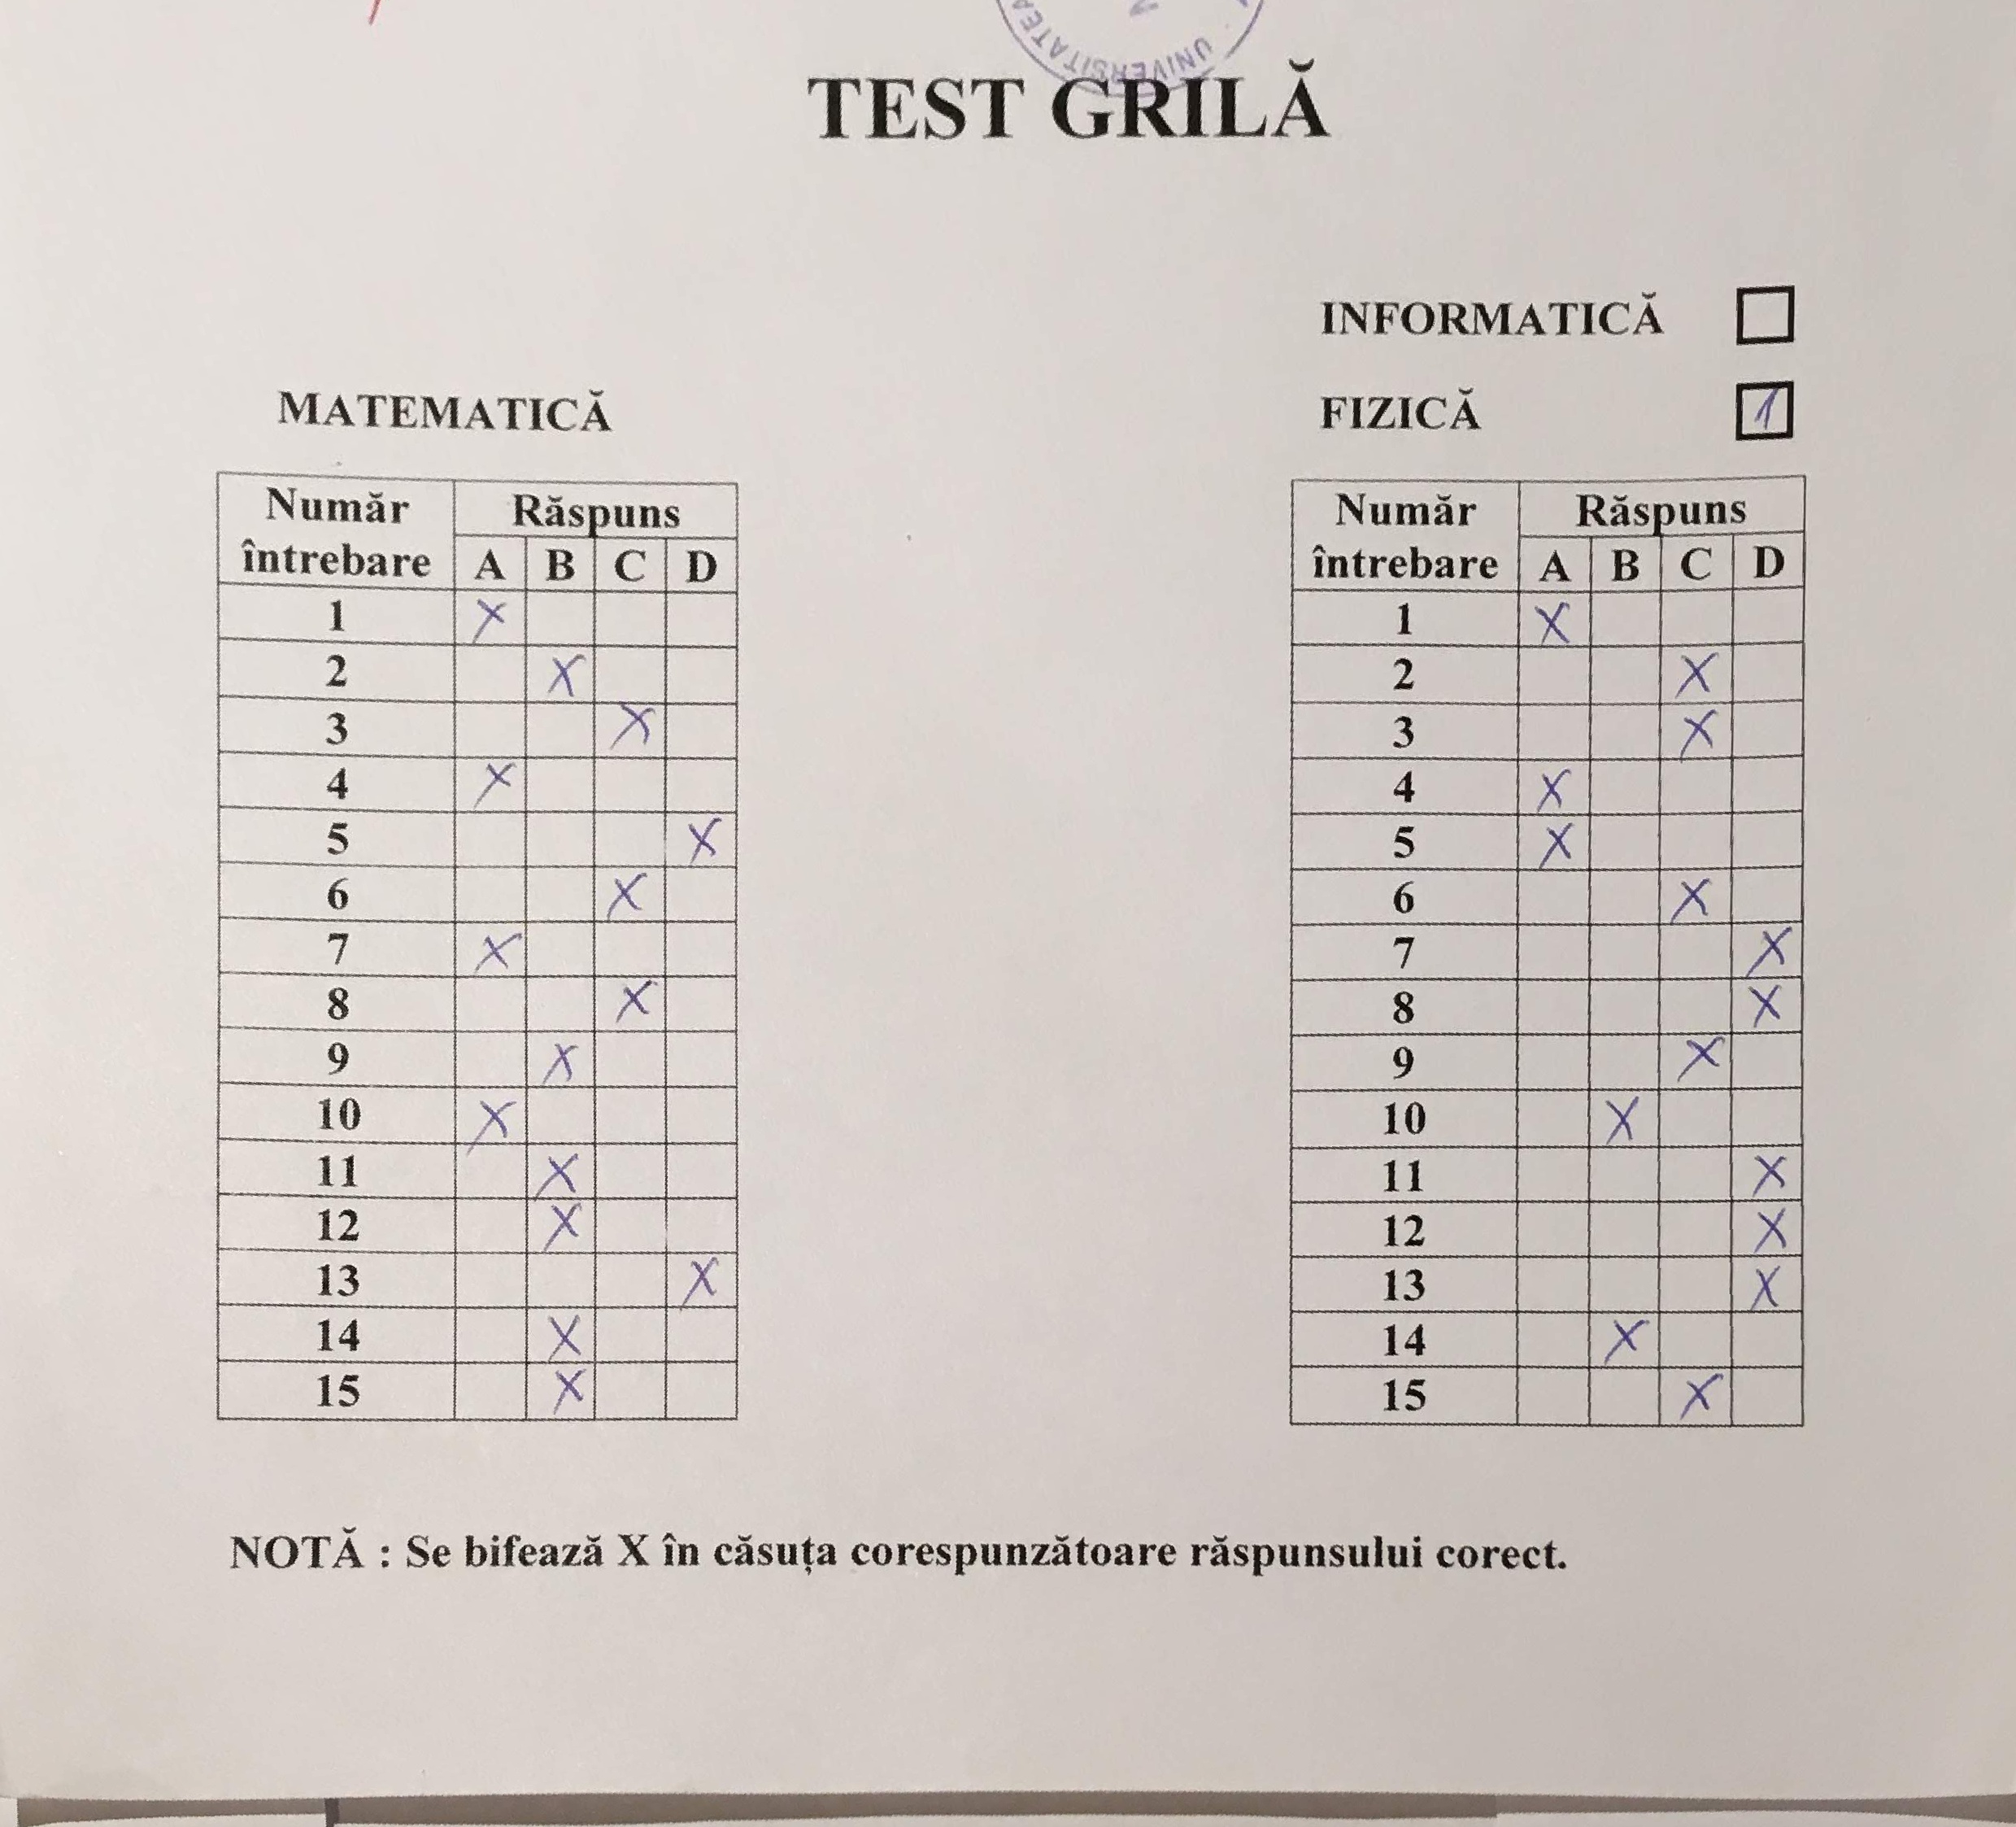 UNIVERSITATEA
TEST GRILĂ
INFORMATICĂ
FIZICĂ 1
MATEMATICĂ
Număr întrebare Răspuns
A B C D
1 X
2 X
3 X
4 X
5 X
6 X
7 X
8 X
9 X
10 X
11 X
12 X
13 X
14 X
15 X
Număr întrebare Răspuns
A B C D
1 X
2 X
3 X
4 X
5 X
6 X
7 X
8 X
9 X
10 X
11 X
12 X
13 X
14 X
15 X
NOTĂ : Se bifează X în căsuța corespunzătoare răspunsului corect.